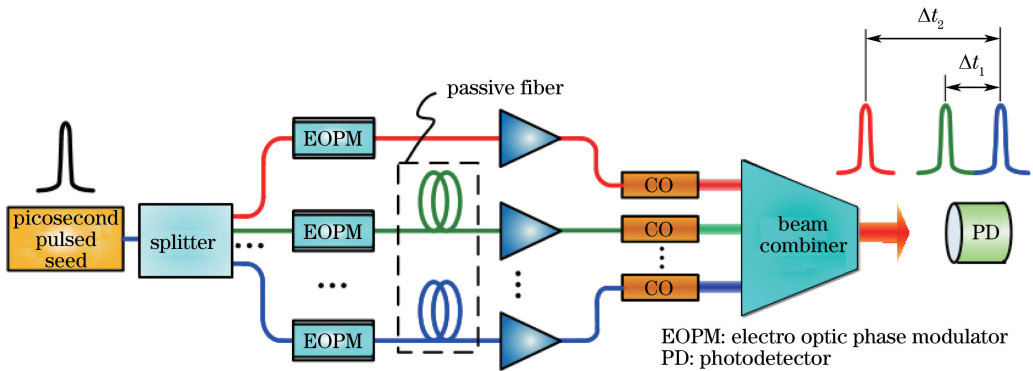 Δt₂
Δt₁
passive fiber
EOPM
picosecond
pulsed
seed
splitter
EOPM
EOPM
CO
CO
CO
beam
combiner
PD
EOPM: electro optic phase modulator
PD: photodetector